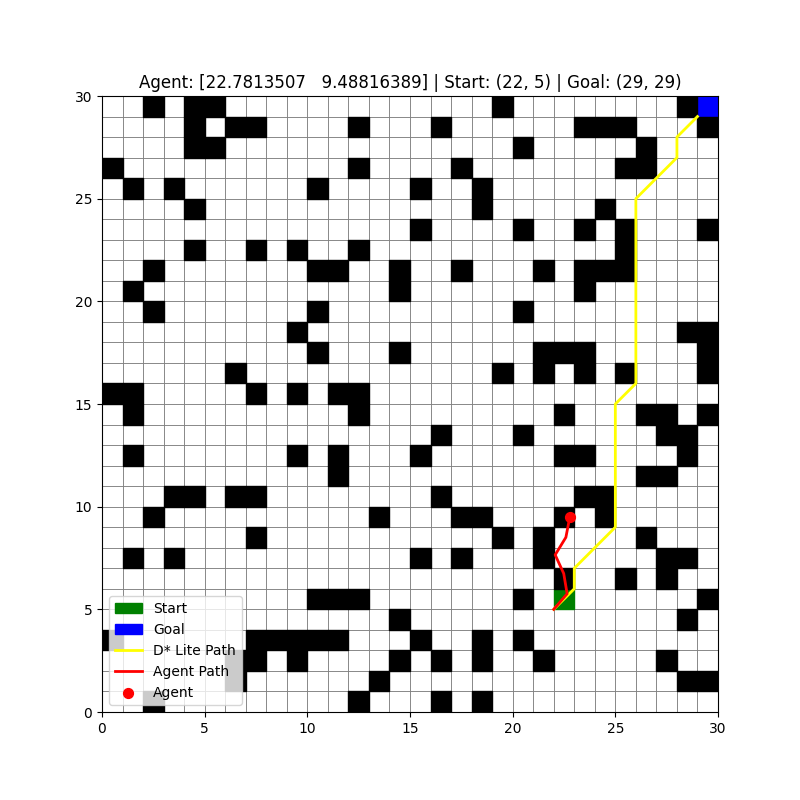 Agent: [22.7813507   9.48816389] | Start: (22, 5) | Goal: (29, 29)
30
25
20
15
10
5
0
Start
Goal
D* Lite Path
Agent Path
Agent
0 5 10 15 20 25 30